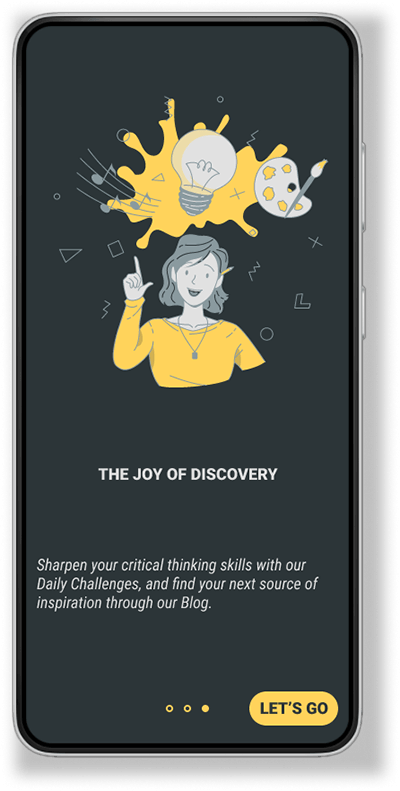 THE JOY OF DISCOVERY
Sharpen your critical thinking skills with our
Daily Challenges, and find your next source of
inspiration through our Blog.
LET’S GO